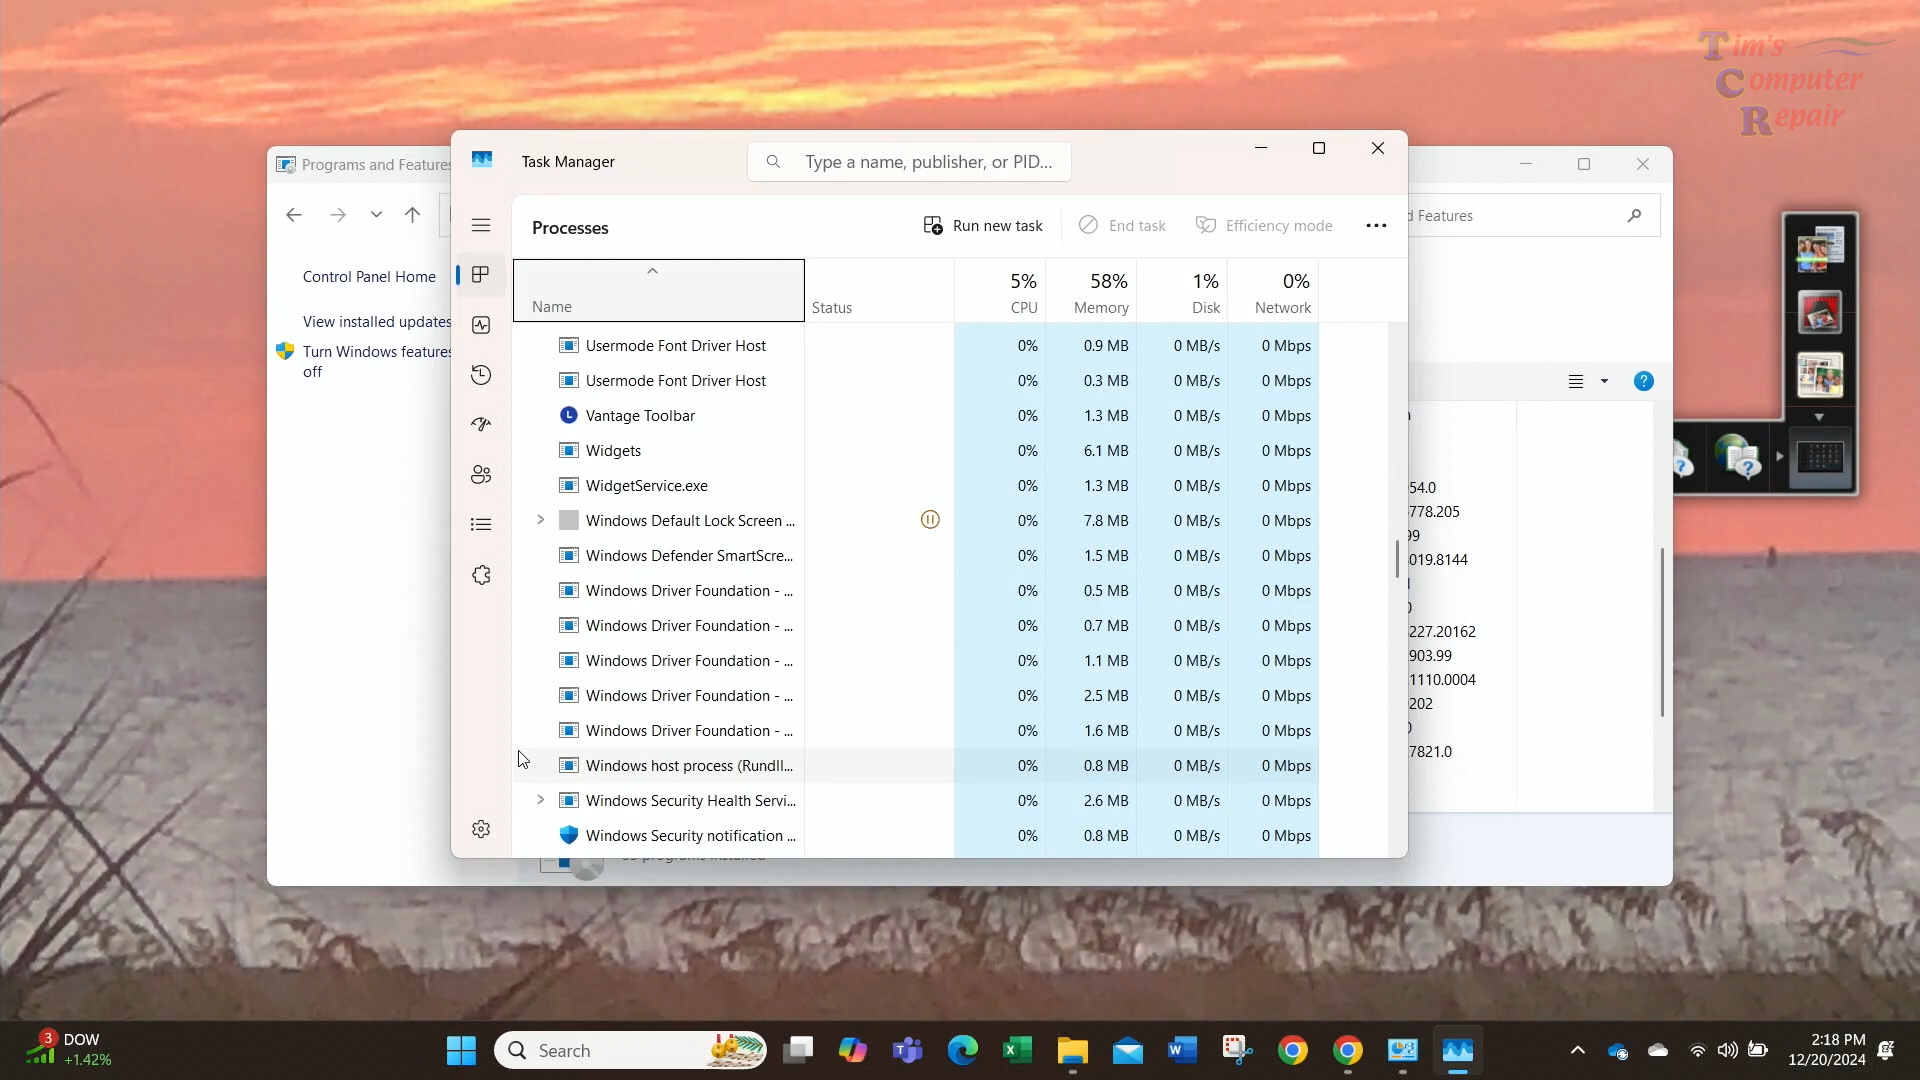 Tim's
Computer
Repair
Programs and Features
Task Manager
Type a name, publisher, or PID...
Control Panel Home
View installed updates
Turn Windows features
off
d Features
Processes
Run new task
End task
Efficiency mode
5%
58%
1%
0%
Name
Status
CPU
Memory
Disk
Network
Usermode Font Driver Host 0% 0.9 MB 0 MB/s 0 Mbps
Usermode Font Driver Host 0% 0.3 MB 0 MB/s 0 Mbps
L Vantage Toolbar 0% 1.3 MB 0 MB/s 0 Mbps
Widgets 0% 6.1 MB 0 MB/s 0 Mbps
WidgetService.exe 0% 1.3 MB 0 MB/s 0 Mbps
Windows Default Lock Screen ... 0% 7.8 MB 0 MB/s 0 Mbps
Windows Defender SmartScre... 0% 1.5 MB 0 MB/s 0 Mbps
Windows Driver Foundation - ... 0% 0.5 MB 0 MB/s 0 Mbps
Windows Driver Foundation - ... 0% 0.7 MB 0 MB/s 0 Mbps
Windows Driver Foundation - ... 0% 1.1 MB 0 MB/s 0 Mbps
Windows Driver Foundation - ... 0% 2.5 MB 0 MB/s 0 Mbps
Windows Driver Foundation - ... 0% 1.6 MB 0 MB/s 0 Mbps
Windows host process (Rundll... 0% 0.8 MB 0 MB/s 0 Mbps
Windows Security Health Servi... 0% 2.6 MB 0 MB/s 0 Mbps
Windows Security notification ... 0% 0.8 MB 0 MB/s 0 Mbps
54.0
778.205
99
019.8144
227.20162
903.99
1110.0004
202
7821.0
3
DOW
+1.42%
Search
2:18 PM
12/20/2024